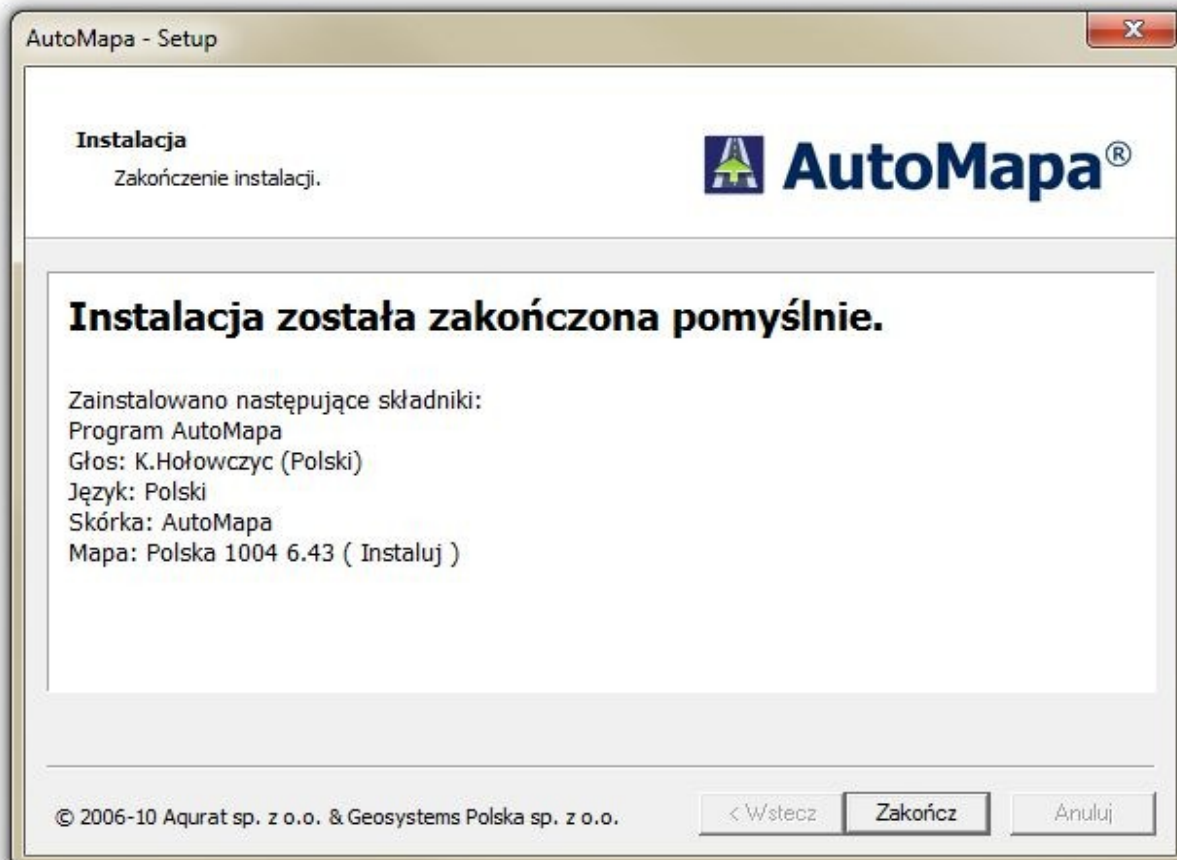 AutoMapa - Setup
Instalacja
Zakończenie instalacji.
AutoMapa®
Instalacja została zakończona pomyślnie.
Zainstalowano następujące składniki:
Program AutoMapa
Głos: K.Hołowczyc (Polski)
Język: Polski
Skórka: AutoMapa
Mapa: Polska 1004 6.43 ( Instaluj )
© 2006-10 Aqurat sp. z o.o. & Geosystems Polska sp. z o.o.
< Wstecz
Zakończ
Anuluj